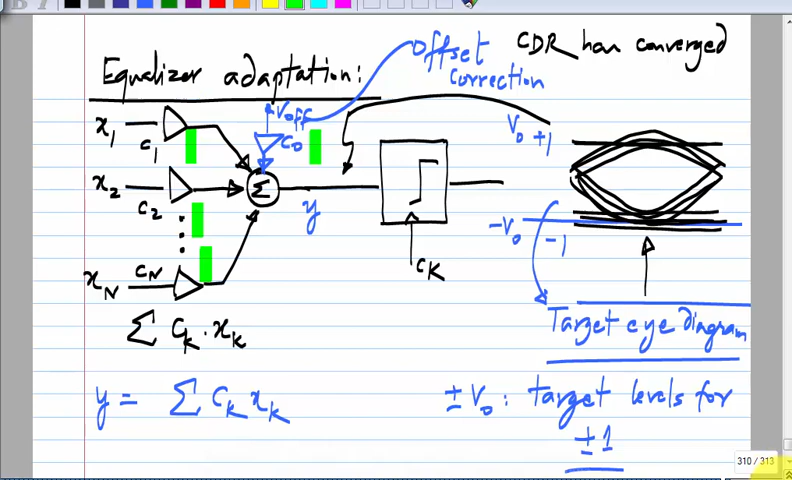 Offset CDR has converged
Equalizer adaptation: correction
x1 c1 Voff c0 V0 +1
x2 c2 Σ y -V0 -1
xN cN CK
Σ Ck·xk Target eye diagram
y = Σ Ck xk ±V0 : target levels for
±1
310 / 313